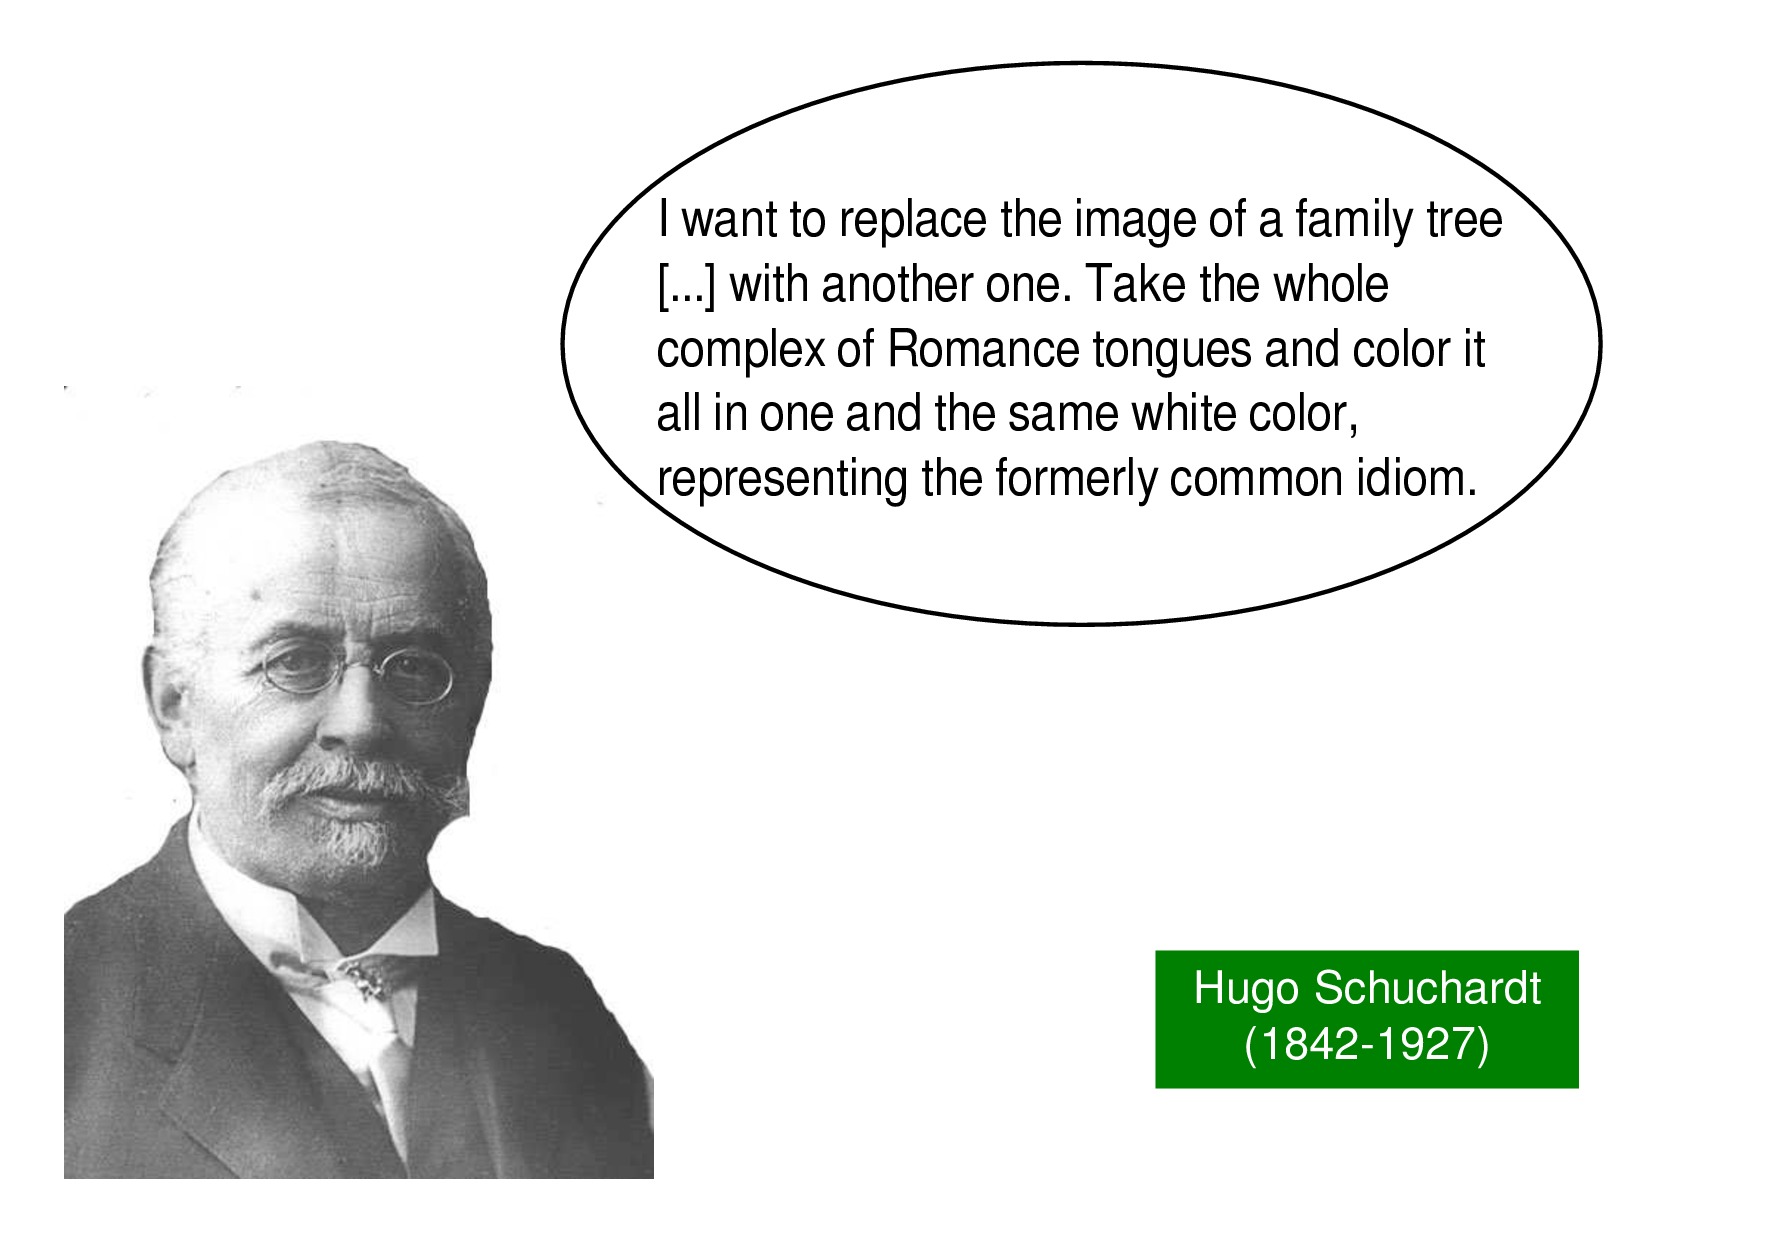 I want to replace the image of a family tree
[...] with another one. Take the whole
complex of Romance tongues and color it
all in one and the same white color,
representing the formerly common idiom.
Hugo Schuchardt
(1842-1927)